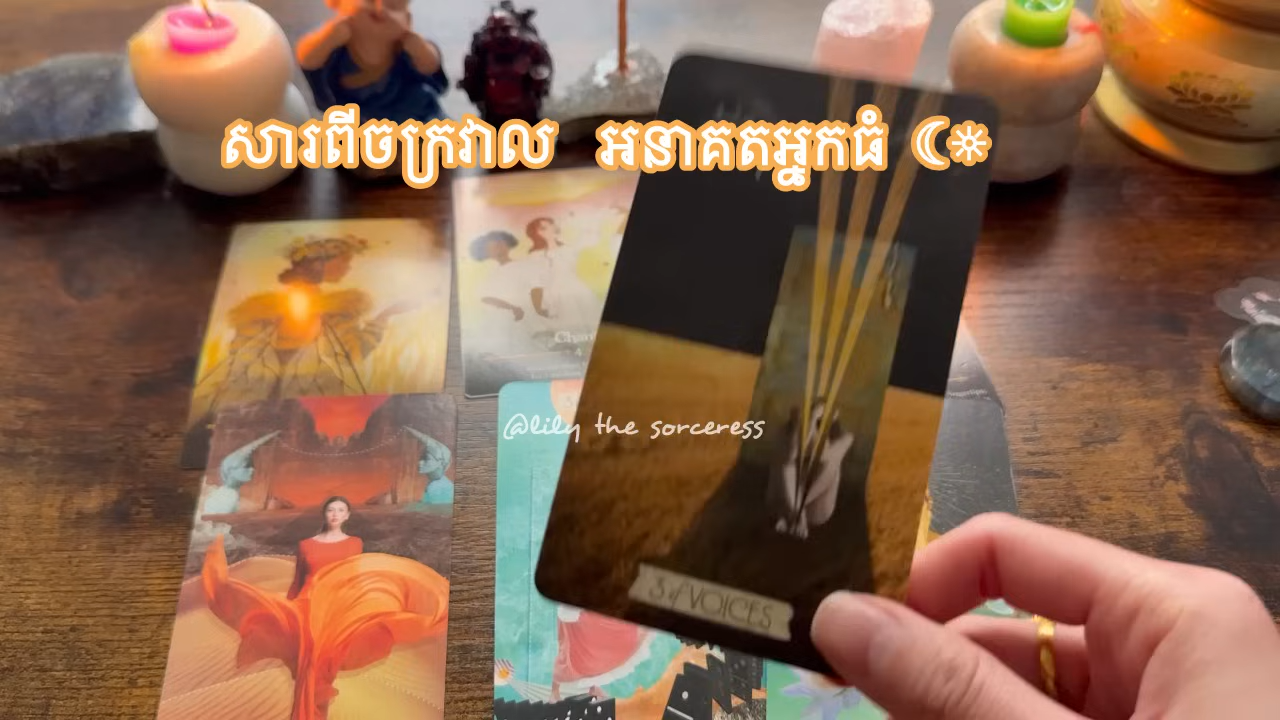 សារពីចក្រវាល អនាគតអ្នកធំ ☾☼
@lily the sorceress
3 of VOICES